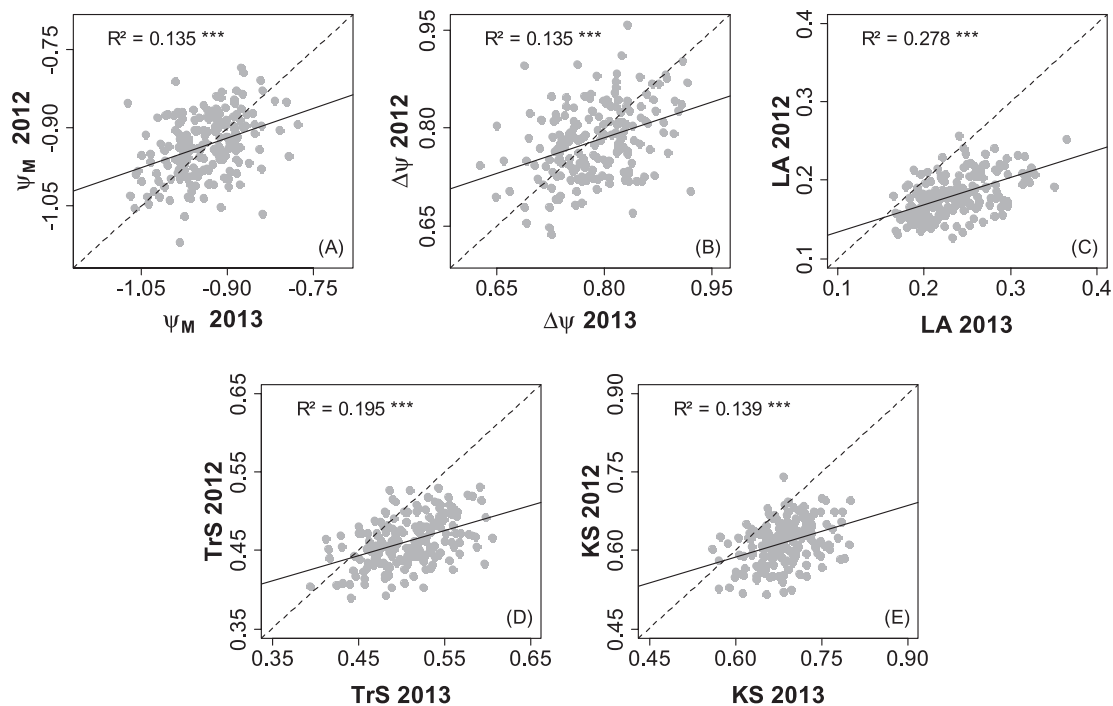 R² = 0.135 ***
ψM 2012
-0.75
-0.90
-1.05
(A)
-1.05 -0.90 -0.75
ψM 2013
R² = 0.135 ***
Δψ 2012
0.95
0.80
0.65
(B)
0.65 0.80 0.95
Δψ 2013
R² = 0.278 ***
LA 2012
0.4
0.3
0.2
0.1
(C)
0.1 0.2 0.3 0.4
LA 2013
R² = 0.195 ***
TrS 2012
0.65
0.55
0.45
0.35
(D)
0.35 0.45 0.55 0.65
TrS 2013
R² = 0.139 ***
KS 2012
0.90
0.75
0.60
0.45
(E)
0.45 0.60 0.75 0.90
KS 2013